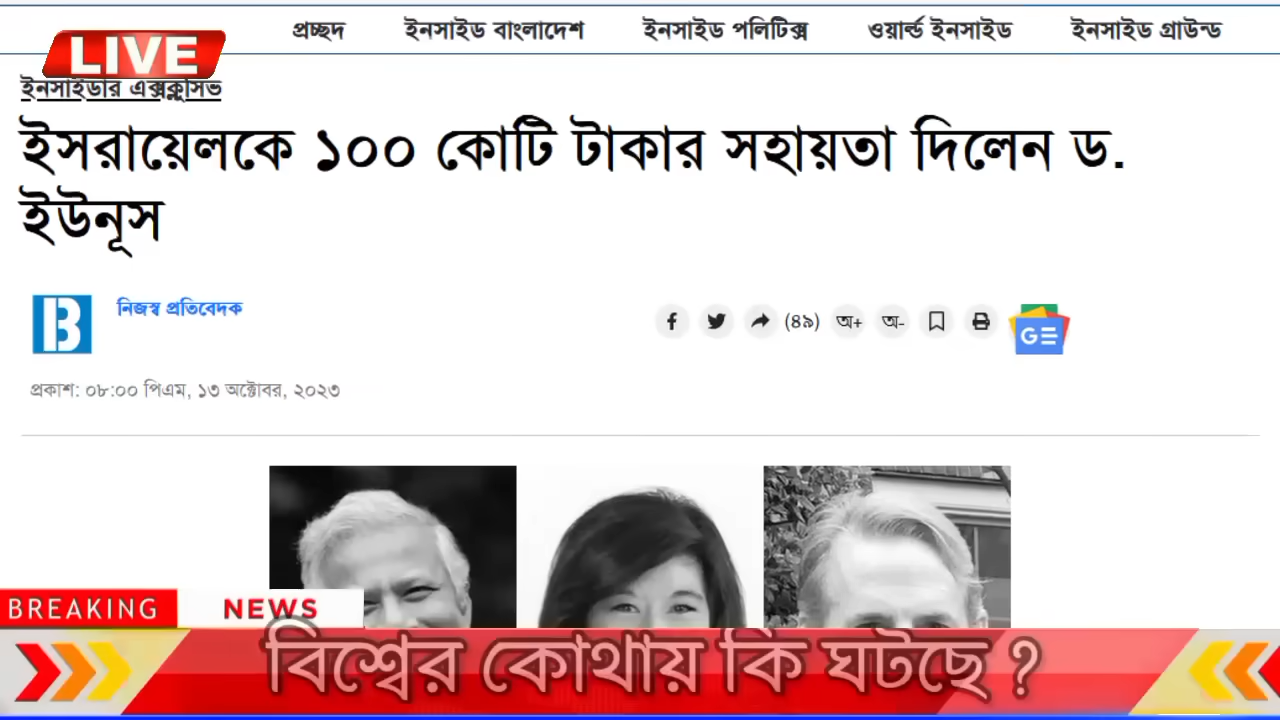 প্রচ্ছদ ইনসাইড বাংলাদেশ ইনসাইড পলিটিক্স ওয়ার্ল্ড ইনসাইড ইনসাইড গ্রাউন্ড
LIVE
ইনসাইডার এক্সক্লুসিভ
ইসরায়েলকে ১০০ কোটি টাকার সহায়তা দিলেন ড.
ইউনূস
B নিজস্ব প্রতিবেদক
(৪৯) অ+ অ-
G
প্রকাশ: ০৮:০০ পিএম, ১৩ অক্টোবর, ২০২৩
BREAKING NEWS
বিশ্বের কোথায় কি ঘটছে ?